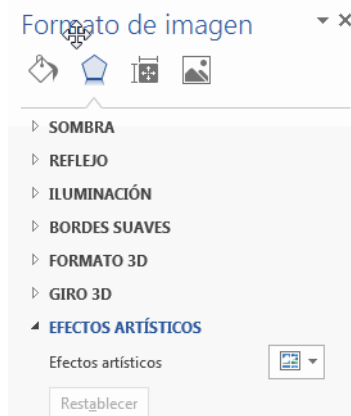 Formato de imagen
SOMBRA
REFLEJO
ILUMINACIÓN
BORDES SUAVES
FORMATO 3D
GIRO 3D
EFECTOS ARTÍSTICOS
Efectos artísticos
Restablecer